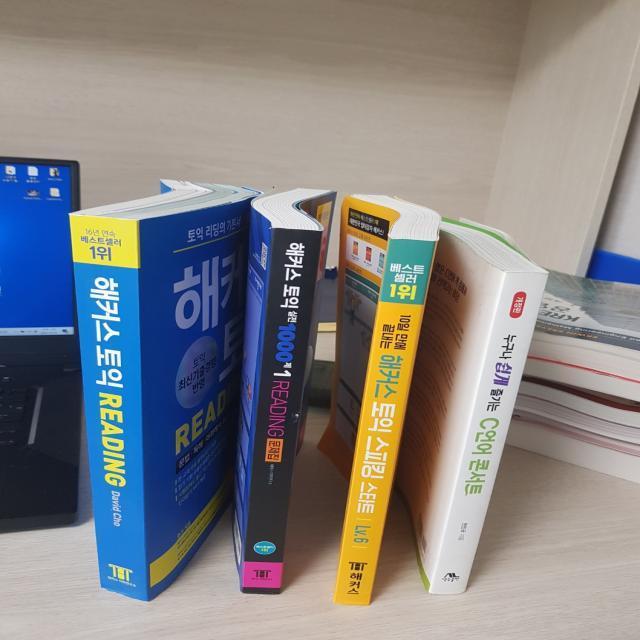 16년 연속
베스트셀러
1위
해커스 토익 READING
David Cho
토익 리딩의 기본
해커
토
토익
최신기출경향
반영
READ
해커스 토익 실전 1000제 1 READING 문제집
베스트
셀러
1위
10일 만에
끝내는
해커스 토익스피킹 스타트 Lv.6
해커스
개정판
누구나 쉽게 즐기는 C언어 콘서트
KRE